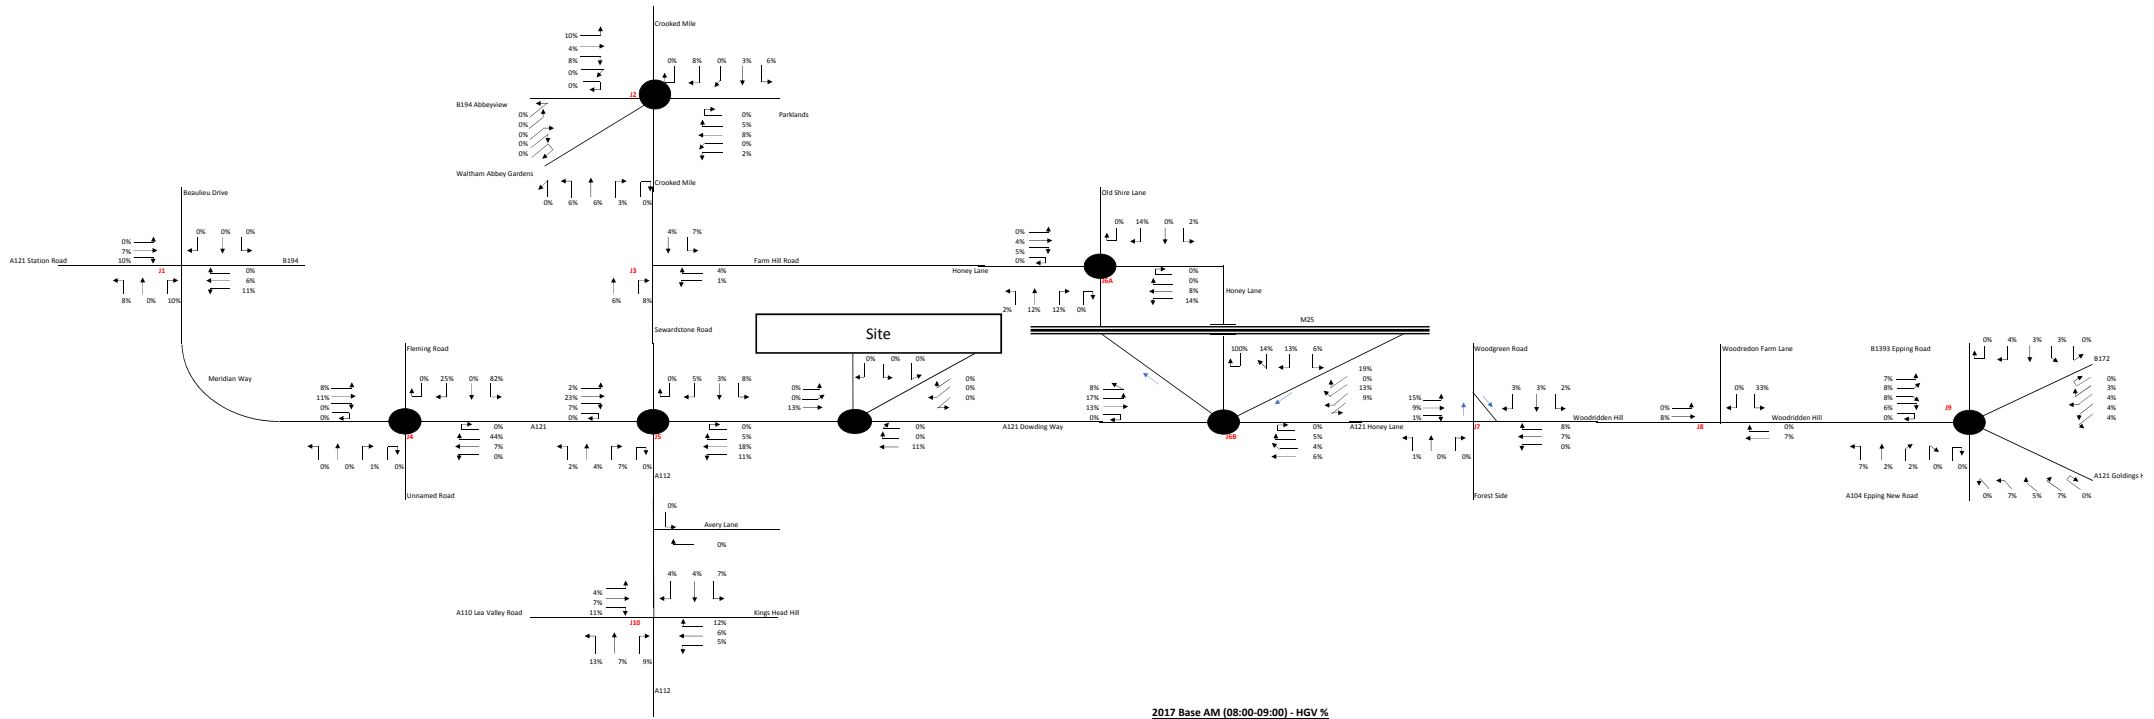 Crooked Mile
10%
4%
8%
0%
0%
0% 8% 0% 3% 6%
J2
B194 Abbeyview
Parklands
0%
0%
0%
0%
0%
0%
5%
8%
0%
2%
Waltham Abbey Gardens
Crooked Mile
0% 6% 6% 3% 0%
Beaulieu Drive
0%
7%
10%
0% 0% 0%
A121 Station Road
J1
B194
0%
6%
11%
8% 0% 10%
Meridian Way
4% 7%
J3
Farm Hill Road
4%
1%
6% 8%
Sewardstone Road
Old Shire Lane
0%
4%
5%
0%
0% 14% 0% 2%
Honey Lane
J6A
0%
0%
8%
14%
2% 12% 12% 0%
Honey Lane
Site
M25
Fleming Road
8%
11%
0%
0%
0% 25% 0% 82%
J4
0%
44%
7%
0%
0% 0% 1% 0%
Unnamed Road
A121
2%
23%
7%
0%
0% 5% 3% 8%
J5
0%
5%
18%
11%
2% 4% 7% 0%
A112
0% 0% 0%
0%
0%
13%
0%
0%
0%
0%
0%
11%
A121 Dowding Way
8%
17%
13%
0%
100% 14% 13% 6%
19%
0%
13%
9%
J6B
0%
5%
4%
6%
A121 Honey Lane
Woodgreen Road
15%
9%
1%
3% 3% 2%
J7
8%
7%
0%
1% 0% 0%
Forest Side
Woodridden Hill
Woodredon Farm Lane
0%
8%
0% 33%
J8
Woodridden Hill
0%
7%
B1393 Epping Road
0% 4% 3% 3% 0%
B172
7%
8%
8%
6%
0%
J9
0%
3%
4%
4%
4%
7% 2% 2% 0% 0%
A104 Epping New Road
0% 7% 5% 7% 0%
A121 Goldings H
0%
Avery Lane
0%
4% 4% 7%
4%
7%
11%
A110 Lea Valley Road
Kings Head Hill
J10
12%
6%
5%
13% 7% 9%
A112
2017 Base AM (08:00-09:00) - HGV %